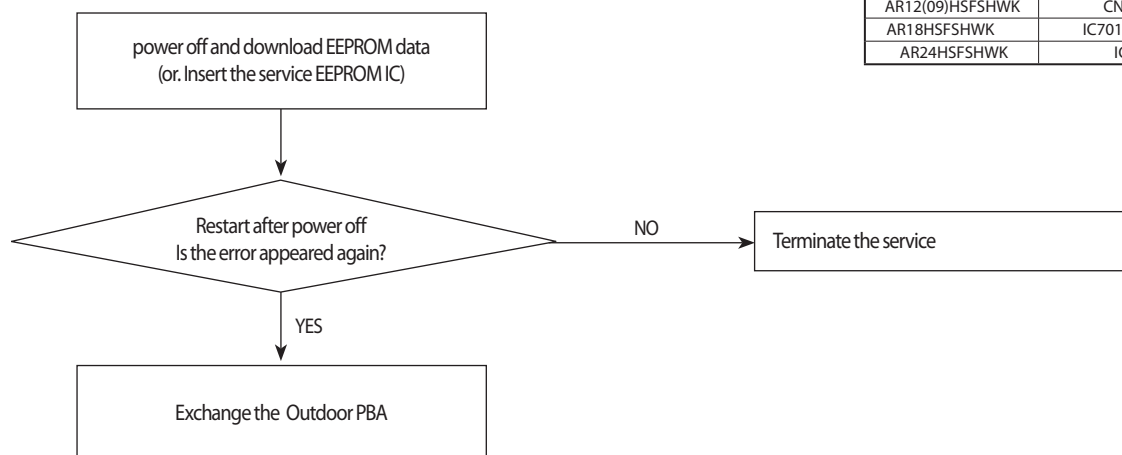 AR12(09)HSFSHWK CN
AR18HSFSHWK IC701
AR24HSFSHWK
power off and download EEPROM data
(or. Insert the service EEPROM IC)
Restart after power off
Is the error appeared again?
NO
Terminate the service
YES
Exchange the Outdoor PBA